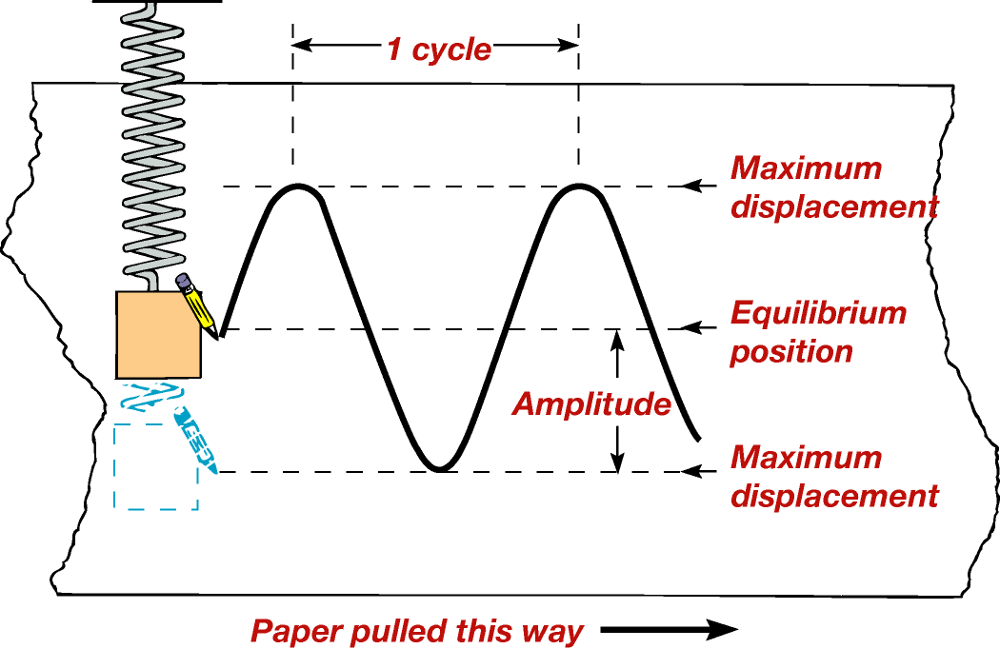 1 cycle
Maximum
displacement
Equilibrium
position
Amplitude
Maximum
displacement
Paper pulled this way